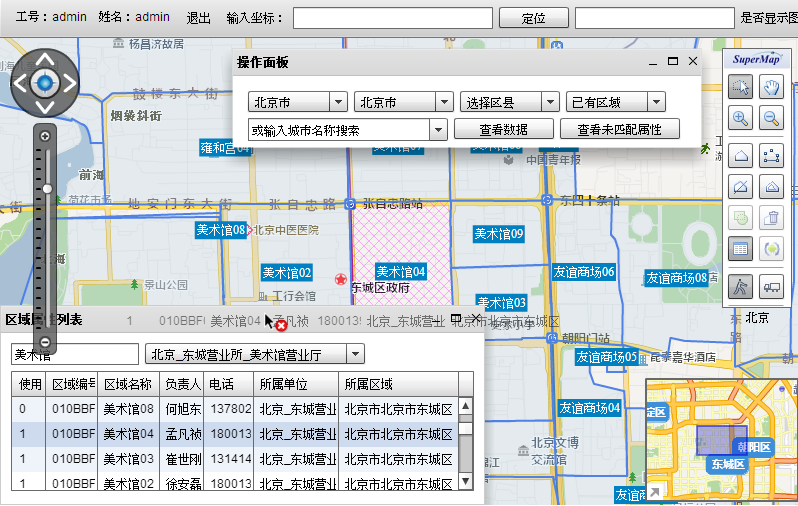 工号：admin 姓名：admin 退出 输入坐标： 定位 是否显示图
杨昌济故居
SuperMap
操作面板
北京市 北京市 选择区县 已有区域
或输入城市名称搜索 查看数据 查看未匹配属性
鼓楼东大街
烟袋斜街
雍和宫04
中国青年报
前海
荷花市场
地安门东大街 张自忠路 张自忠路站 东四十条站
美术馆08 北京中医医院 美术馆09
美术馆02 美术馆04 友谊商场06 友谊商场08
景山公园 东城区政府
工行会馆 美术馆03
北京
区域属性列表 1 010BBF 美术馆04 孟凡祯 180013 北京_东城营业 北京市北京市东城区
朝阳门站
美术馆 北京_东城营业所_美术馆营业厅 友谊商场05 昆泰嘉华酒店
使用 区域编号 区域名称 负责人 电话 所属单位 所属区域
0 010BBF 美术馆08 何旭东 137802 北京_东城营业 北京市北京市东城区
1 010BBF 美术馆04 孟凡祯 180013 北京_东城营业 北京市北京市东城区
1 010BBF 美术馆03 崔世刚 131414 北京_东城营业 北京市北京市东城区
1 010BBF 美术馆02 徐安磊 180013 北京_东城营业 北京市北京市东城区
友谊商场04
北京文博
交流馆
朝阳区
东城区